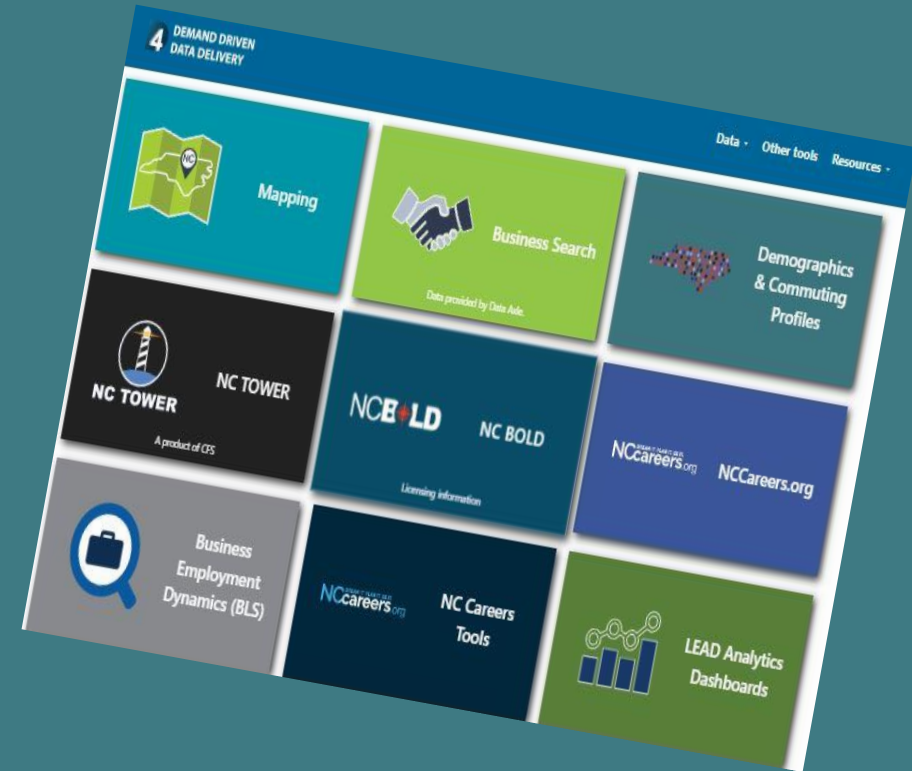 4
DEMAND DRIVEN
DATA DELIVERY
Data
Other tools
Resources
NC
Mapping
Business Search
Data provided by Data Axle.
Demographics
& Commuting
Profiles
NC TOWER
NC TOWER
A product of CFS
NCBOLD
NC BOLD
Licensing information
NCcareers.org
NCCareers.org
Business
Employment
Dynamics (BLS)
NCcareers.org
NC Careers
Tools
LEAD Analytics
Dashboards